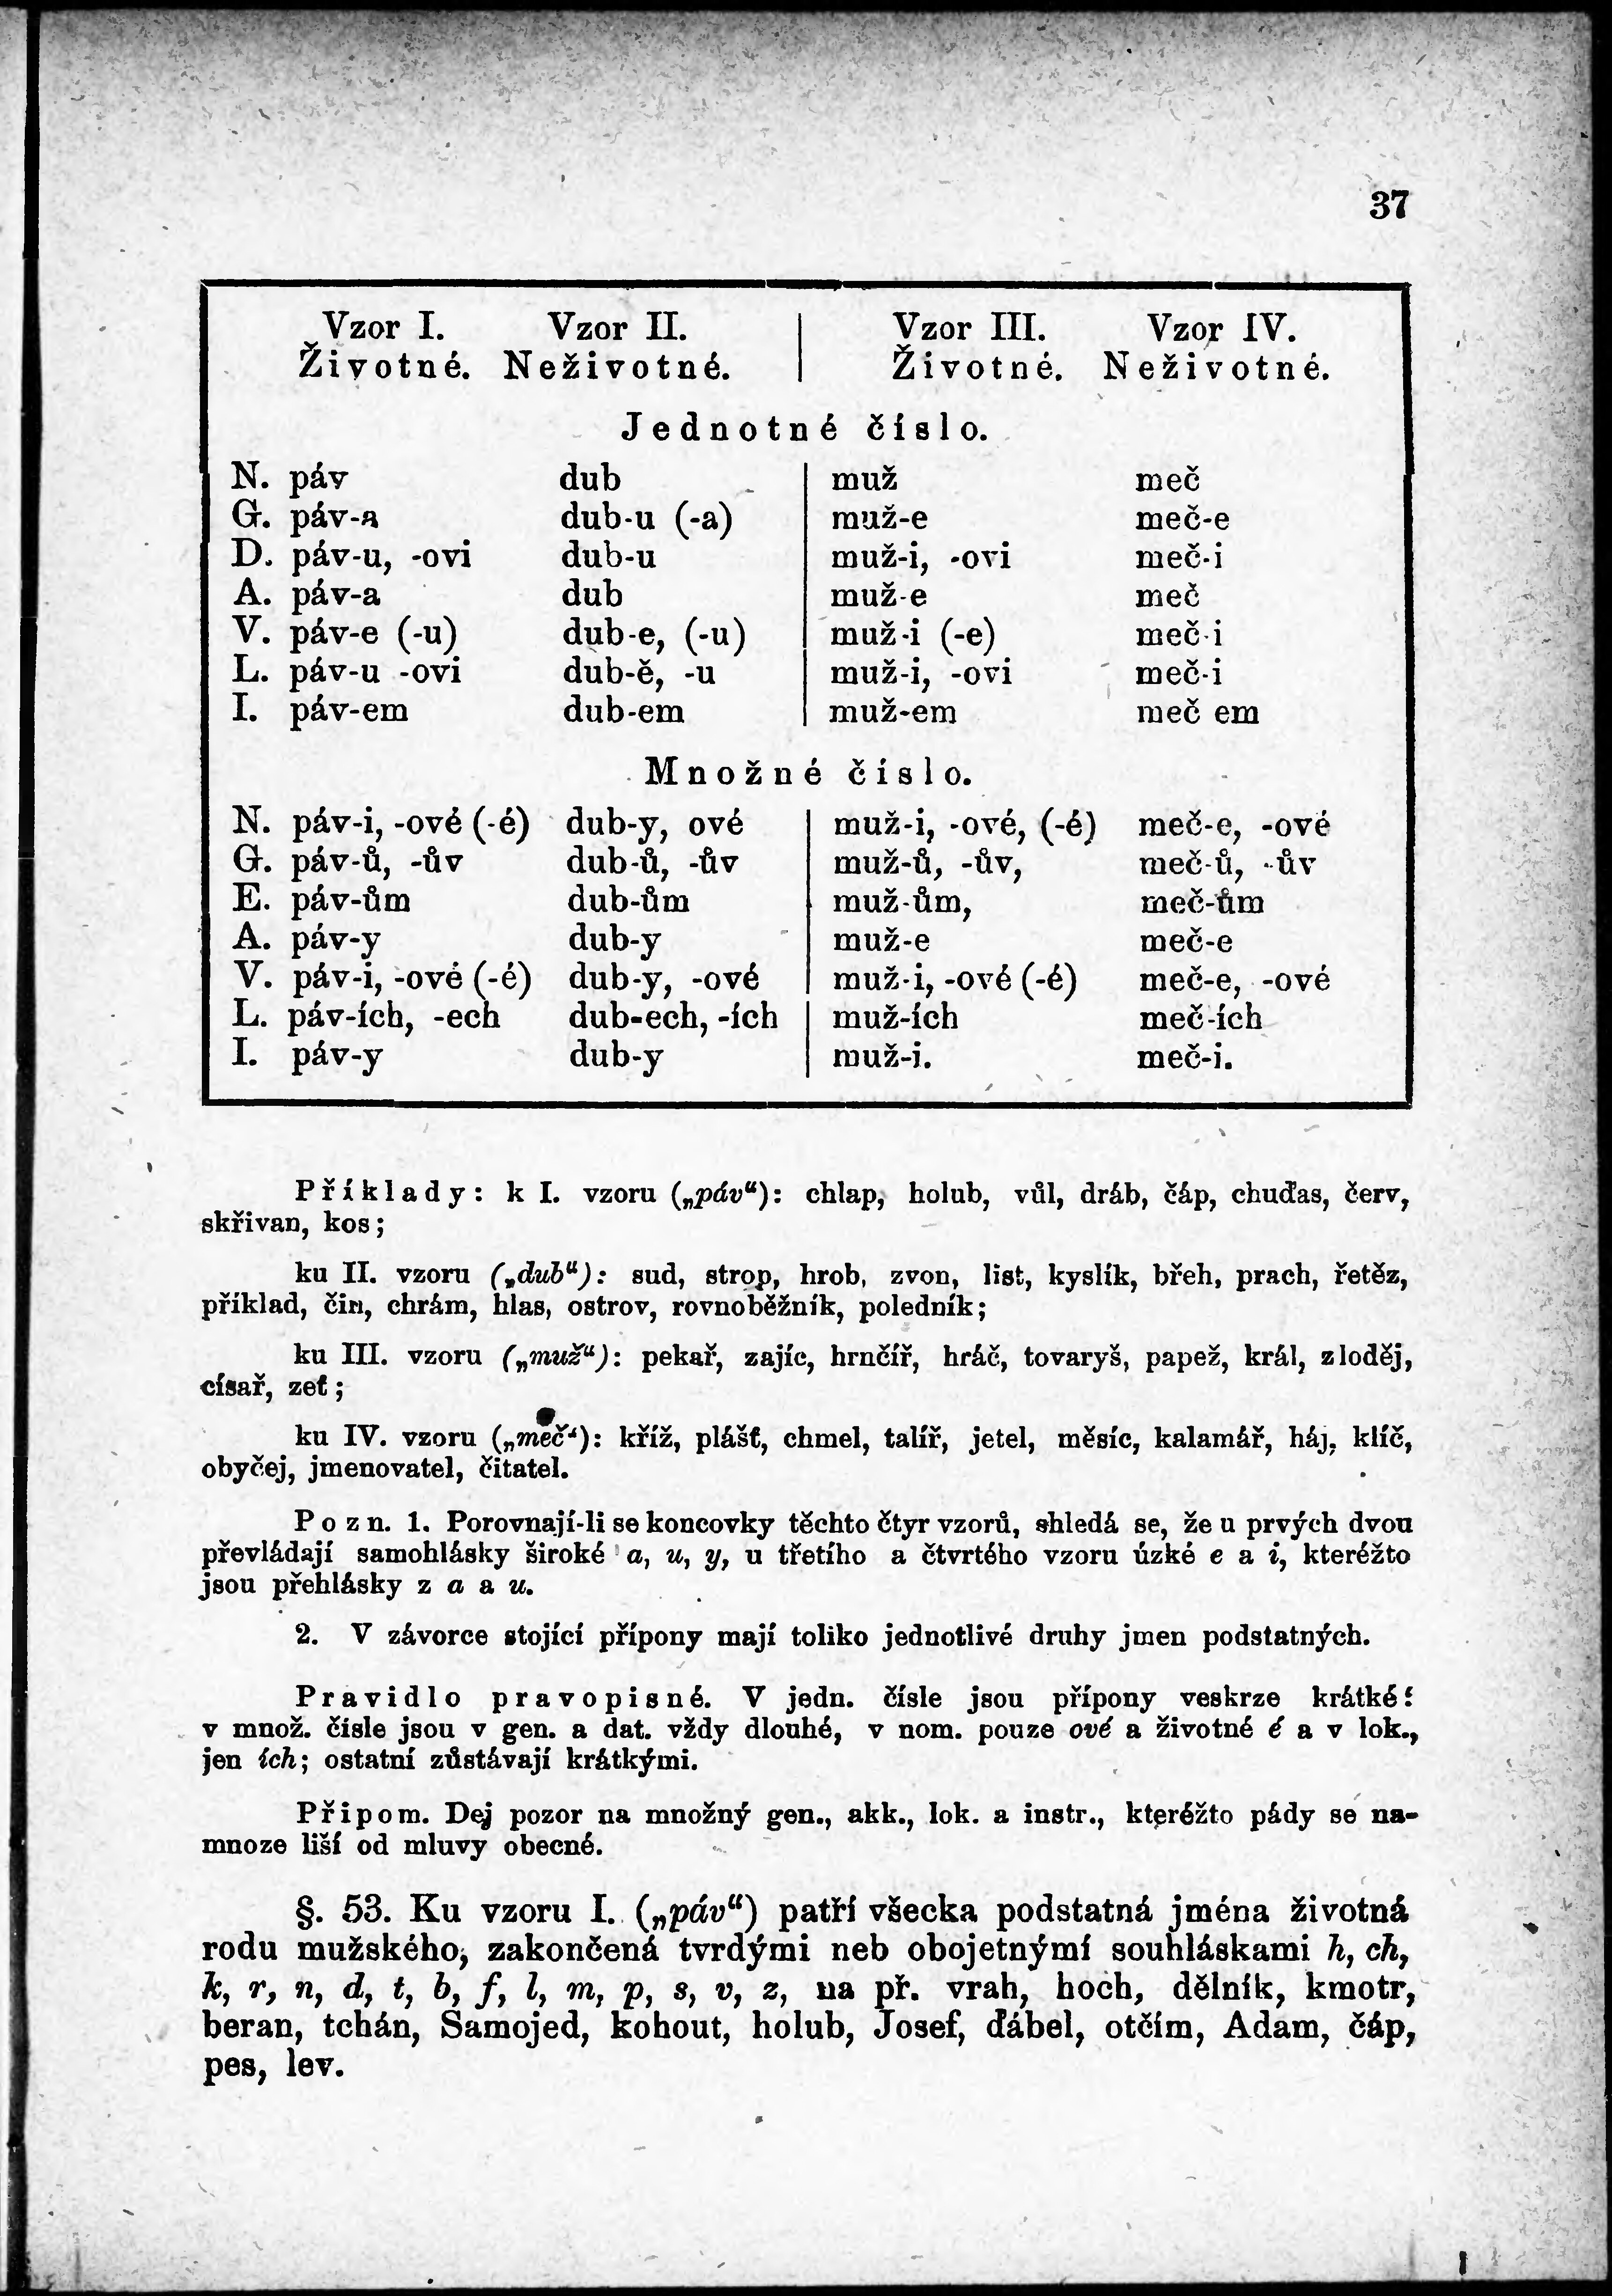 37
Vzor I. Vzor II. Vzor III. Vzor IV.
Životné. Neživotné. Životné. Neživotné.
Jednotné číslo.
N. páv dub muž meč
G. páv-a dub-u (-a) muž-e meč-e
D. páv-u, -ovi dub-u muž-i, -ovi meč-i
A. páv-a dub muž-e meč
V. páv-e (-u) dub-e, (-u) muž-i (-e) meč-i
L. páv-u -ovi dub-ě, -u muž-i, -ovi meč-i
I. páv-em dub-em muž-em meč em
Množné číslo.
N. páv-i, -ové (-é) dub-y, ové muž-i, -ové, (-é) meč-e, -ové
G. páv-ů, -ův dub-ů, -ův muž-ů, -ův, meč-ů, -ův
E. páv-ům dub-ům muž-ům, meč-ům
A. páv-y dub-y muž-e meč-e
V. páv-i, -ové (-é) dub-y, -ové muž-i, -ové (-é) meč-e, -ové
L. páv-ích, -ech dub-ech, -ích muž-ích meč-ích
I. páv-y dub-y muž-i. meč-i.
Příklady: k I. vzoru („páv“): chlap, holub, vůl, dráb, čáp, chuďas, červ,
skřivan, kos;
ku II. vzoru („dub“): sud, strop, hrob, zvon, list, kyslík, břeh, prach, řetěz,
příklad, čin, chrám, hlas, ostrov, rovnoběžník, poledník;
ku III. vzoru („muž“): pekař, zajíc, hrnčíř, hráč, tovaryš, papež, král, zloděj,
císař, zeť;
ku IV. vzoru („meč“): kříž, plášť, chmel, talíř, jetel, měsíc, kalamář, háj, klíč,
obyčej, jmenovatel, čitatel.
Pozn. 1. Porovnají-li se koncovky těchto čtyr vzorů, shledá se, že u prvých dvou
převládají samohlásky široké a, u, y, u třetího a čtvrtého vzoru úzké e a i, kteréžto
jsou přehlásky z a a u.
2. V závorce stojící přípony mají toliko jednotlivé druhy jmen podstatných.
Pravidlo pravopisné. V jedn. čísle jsou přípony veskrze krátké:
v množ. čísle jsou v gen. a dat. vždy dlouhé, v nom. pouze ové a životné é a v lok.,
jen ích; ostatní zůstávají krátkými.
Připom. Dej pozor na množný gen., akk., lok. a instr., kteréžto pády se na-
mnoze liší od mluvy obecné.
§. 53. Ku vzoru I. („páv“) patří všecka podstatná jména životná
rodu mužského, zakončená tvrdými neb obojetnýmí souhláskami h, ch,
k, r, n, d, t, b, f, l, m, p, s, v, z, na př. vrah, hoch, dělník, kmotr,
beran, tchán, Samojed, kohout, holub, Josef, ďábel, otčím, Adam, čáp,
pes, lev.